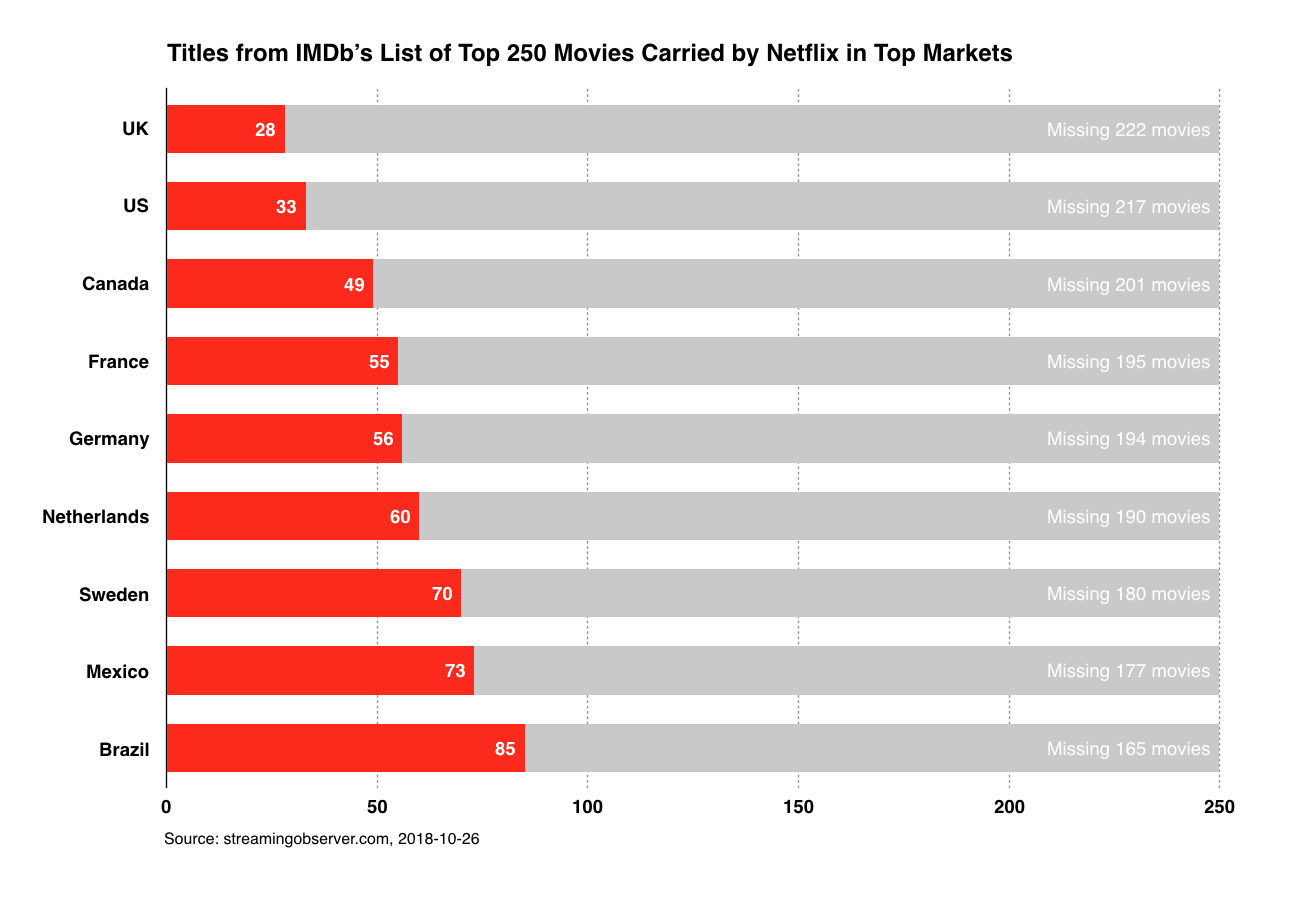 Titles from IMDb’s List of Top 250 Movies Carried by Netflix in Top Markets
UK 28 Missing 222 movies
US 33 Missing 217 movies
Canada 49 Missing 201 movies
France 55 Missing 195 movies
Germany 56 Missing 194 movies
Netherlands 60 Missing 190 movies
Sweden 70 Missing 180 movies
Mexico 73 Missing 177 movies
Brazil 85 Missing 165 movies
0 50 100 150 200 250
Source: streamingobserver.com, 2018-10-26